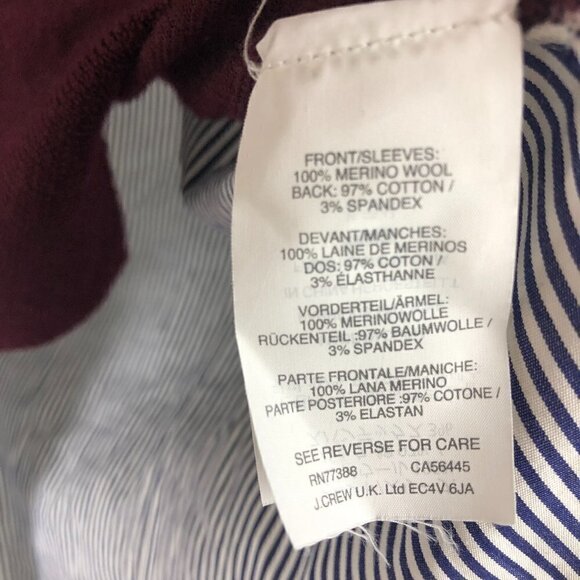 FRONT/SLEEVES:
100% MERINO WOOL
BACK: 97% COTTON /
3% SPANDEX
DEVANT/MANCHES:
100% LAINE DE MERINOS
DOS: 97% COTON /
3% ÉLASTHANNE
VORDERTEIL/ÄRMEL:
100% MERINOWOLLE
RÜCKENTEIL :97% BAUMWOLLE /
3% SPANDEX
PARTE FRONTALE/MANICHE:
100% LANA MERINO
PARTE POSTERIORE :97% COTONE /
3% ELASTAN
SEE REVERSE FOR CARE
RN77388 CA56445
J.CREW U.K. Ltd EC4V 6JA